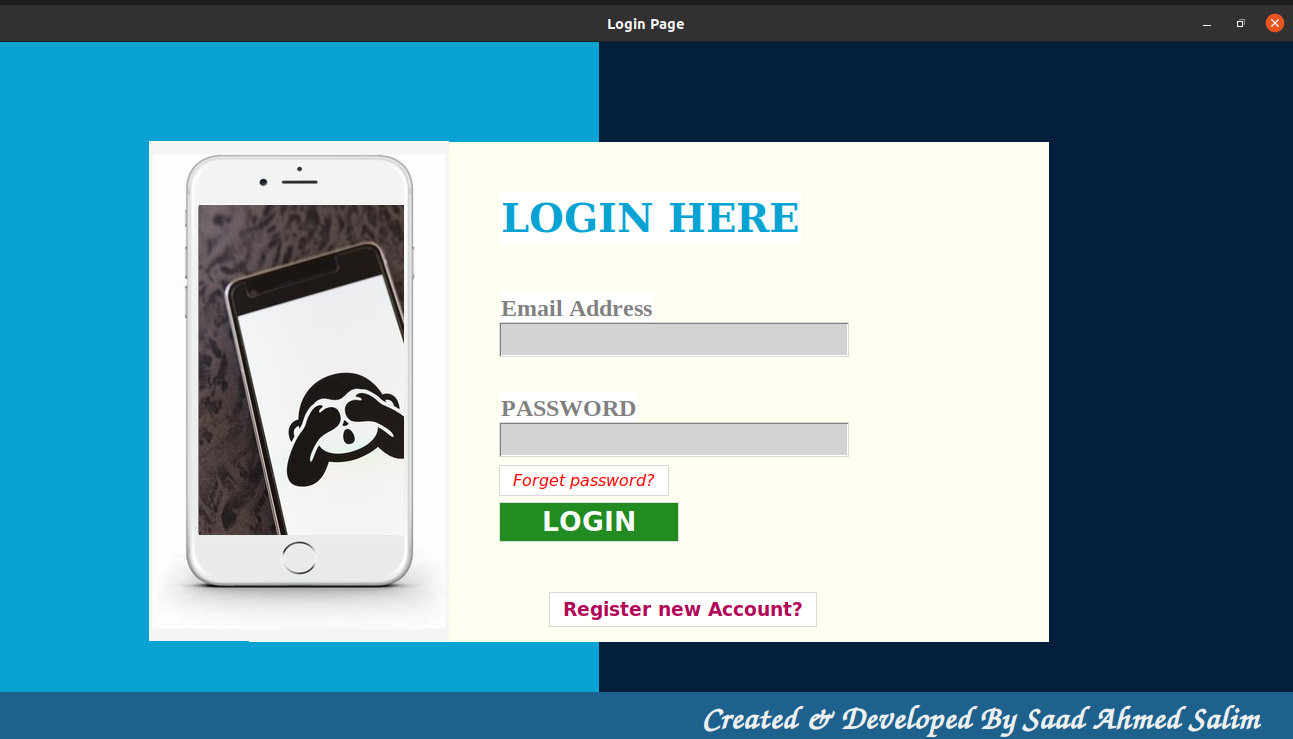 Login Page
LOGIN HERE
Email Address
PASSWORD
Forget password?
LOGIN
Register new Account?
Created & Developed By Saad Ahmed Salim